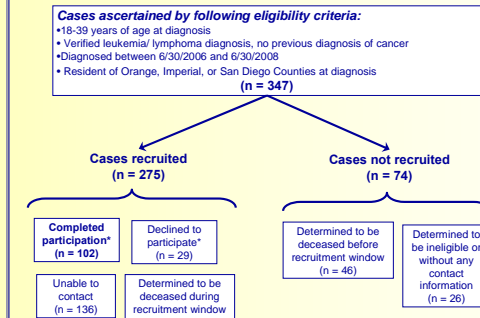 Cases ascertained by following eligibility criteria:
•18-39 years of age at diagnosis
• Verified leukemia/ lymphoma diagnosis, no previous diagnosis of cancer
•Diagnosed between 6/30/2006 and 6/30/2008
• Resident of Orange, Imperial, or San Diego Counties at diagnosis
(n = 347)
Cases recruited
(n = 275)
Cases not recruited
(n = 74)
Completed
participation*
(n = 102)
Declined to
participate*
(n = 29)
Unable to
contact
(n = 136)
Determined to be
deceased during
recruitment window
Determined to be
deceased before
recruitment window
(n = 46)
Determined to
be ineligible or
without any
contact
information
(n = 26)